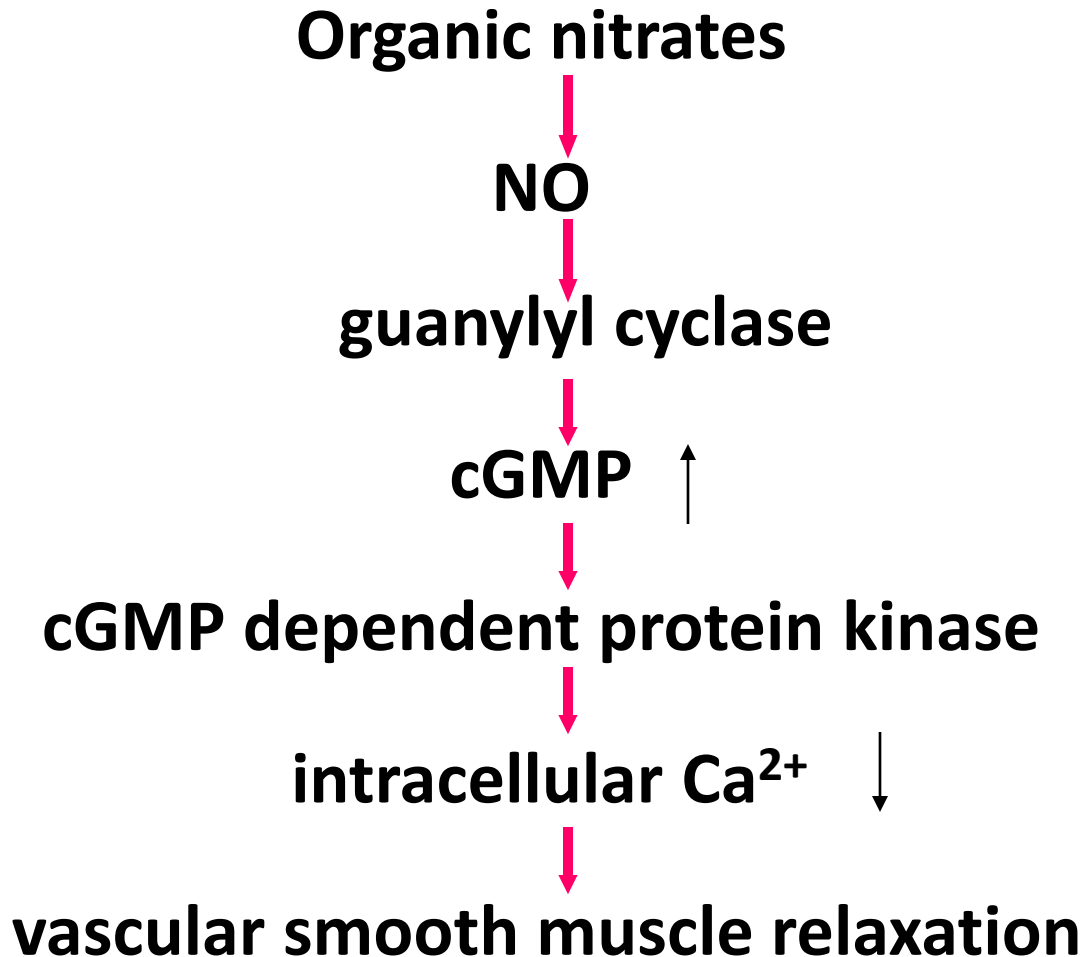 Organic nitrates
NO
guanylyl cyclase
cGMP
cGMP dependent protein kinase
intracellular Ca²⁺
vascular smooth muscle relaxation